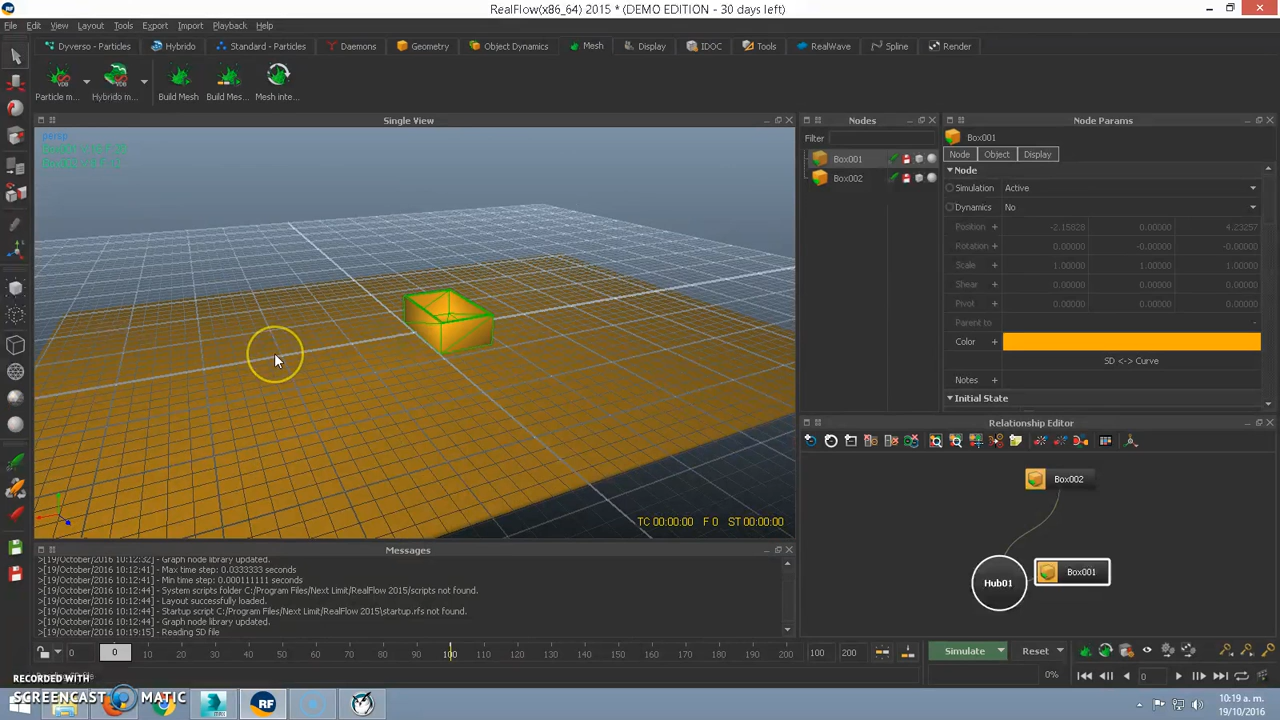 RealFlow(x86_64) 2015 * (DEMO EDITION - 30 days left)
File Edit View Layout Tools Export Import Playback Help
Dyverso - Particles Hybrido Standard - Particles Daemons Geometry Object Dynamics Mesh Display IDOC Tools RealWave Spline Render
Particle m... Hybrido m... Build Mesh Build Mes... Mesh inte...
Single View
Nodes
Node Params
persp
Filter
Box001
Box002
Box001
Node Object Display
Node
Simulation Active
Dynamics No
Position + -2.15828 0.00000 4.23257
Rotation + 0.00000 -0.00000 -0.00000
Scale + 1.00000 1.00000 1.00000
Shear + 0.00000 0.00000 0.00000
Pivot + 0.00000 0.00000 0.00000
Parent to -
Color +
SD <-> Curve
Notes +
Initial State
Relationship Editor
Box002
Hub01
Box001
TC 00:00:00 F 0 ST 00:00:00
Messages
>[19/October/2016 10:12:32] - Graph node library updated.
>[19/October/2016 10:12:41] - Max time step: 0.0333333 seconds
>[19/October/2016 10:12:41] - Min time step: 0.000111111 seconds
>[19/October/2016 10:12:44] - System scripts folder C:/Program Files/Next Limit/RealFlow 2015/scripts not found.
>[19/October/2016 10:12:44] - Layout successfully loaded.
>[19/October/2016 10:12:44] - Startup script C:/Program Files/Next Limit/RealFlow 2015\startup.rfs not found.
>[19/October/2016 10:12:44] - Graph node library updated.
>[19/October/2016 10:19:15] - Reading SD file
0 0 10 20 30 40 50 60 70 80 90 100 110 120 130 140 150 160 170 180 190 200 100 200
Simulate Reset
0% 0
RECORDED WITH
SCREENCAST MATIC
RF
10:19 a.m.
19/10/2016